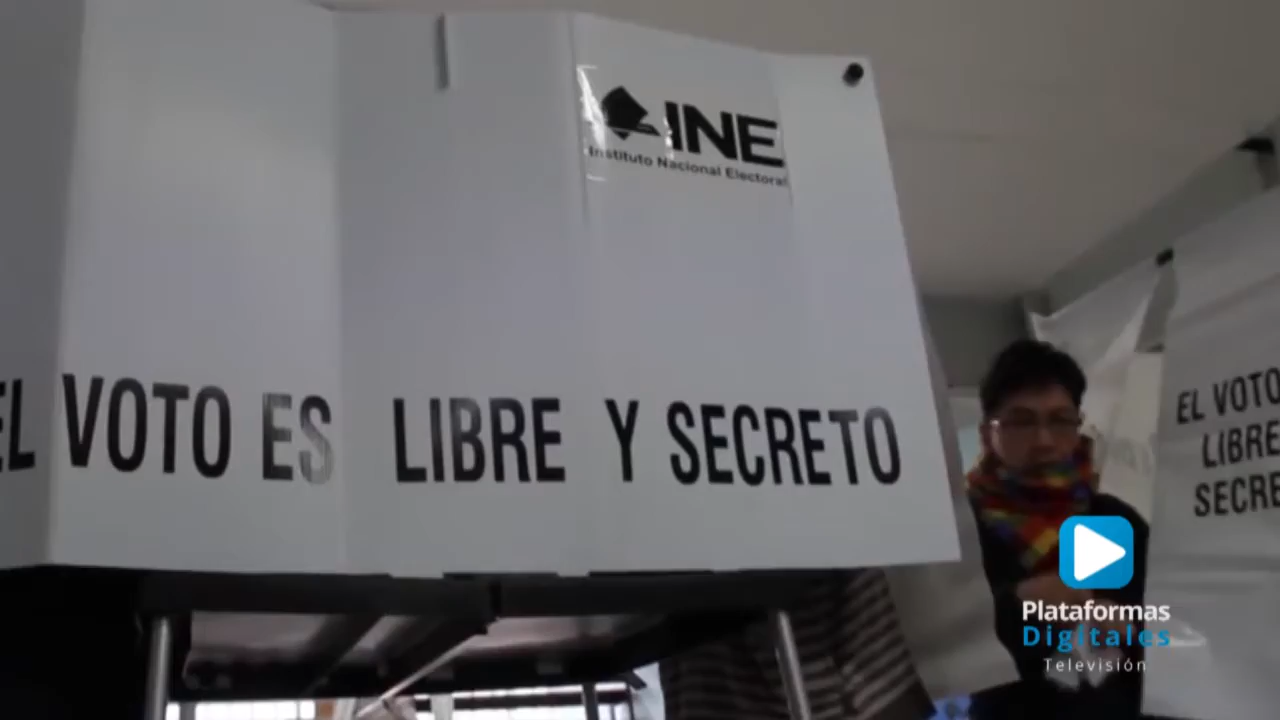 INE
Instituto Nacional Electoral
EL VOTO ES LIBRE Y SECRETO
EL VOTO
LIBRE
SECRE
Plataformas
Digitales
Televisión